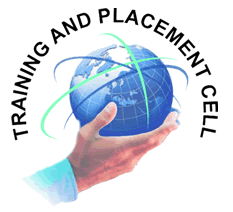 TRAINING AND PLACEMENT CELL